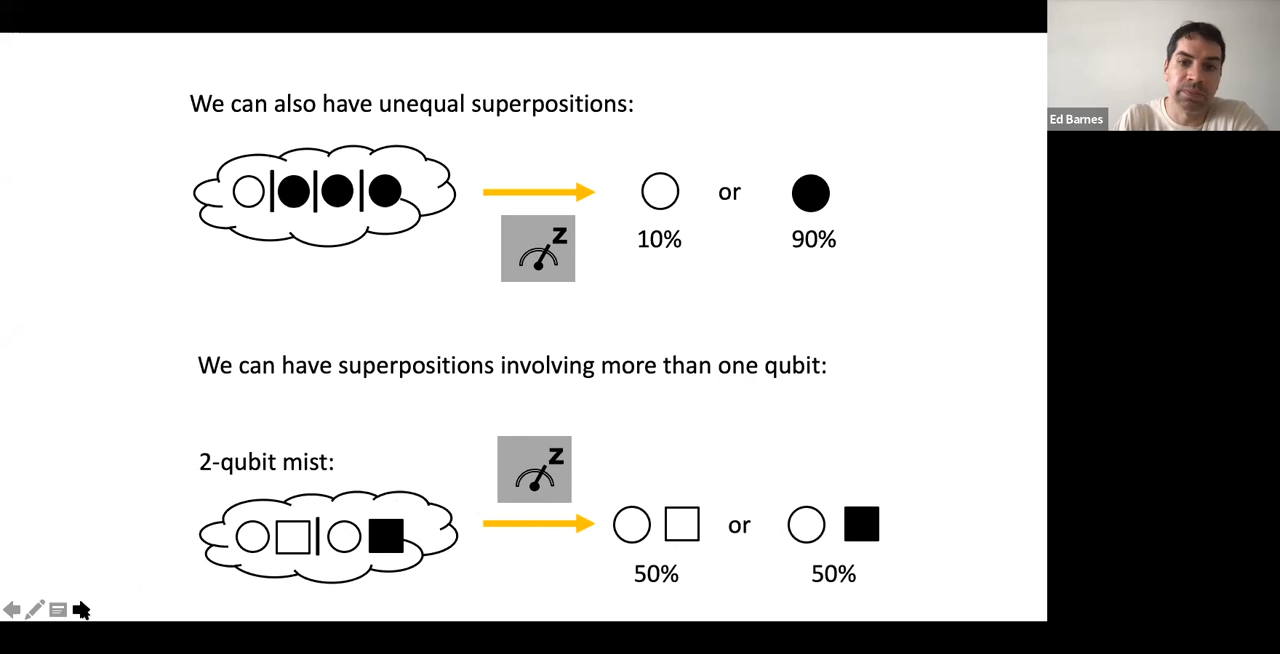 We can also have unequal superpositions:
Ed Barnes
or
Z
10%
90%
We can have superpositions involving more than one qubit:
2-qubit mist:
Z
or
50%
50%